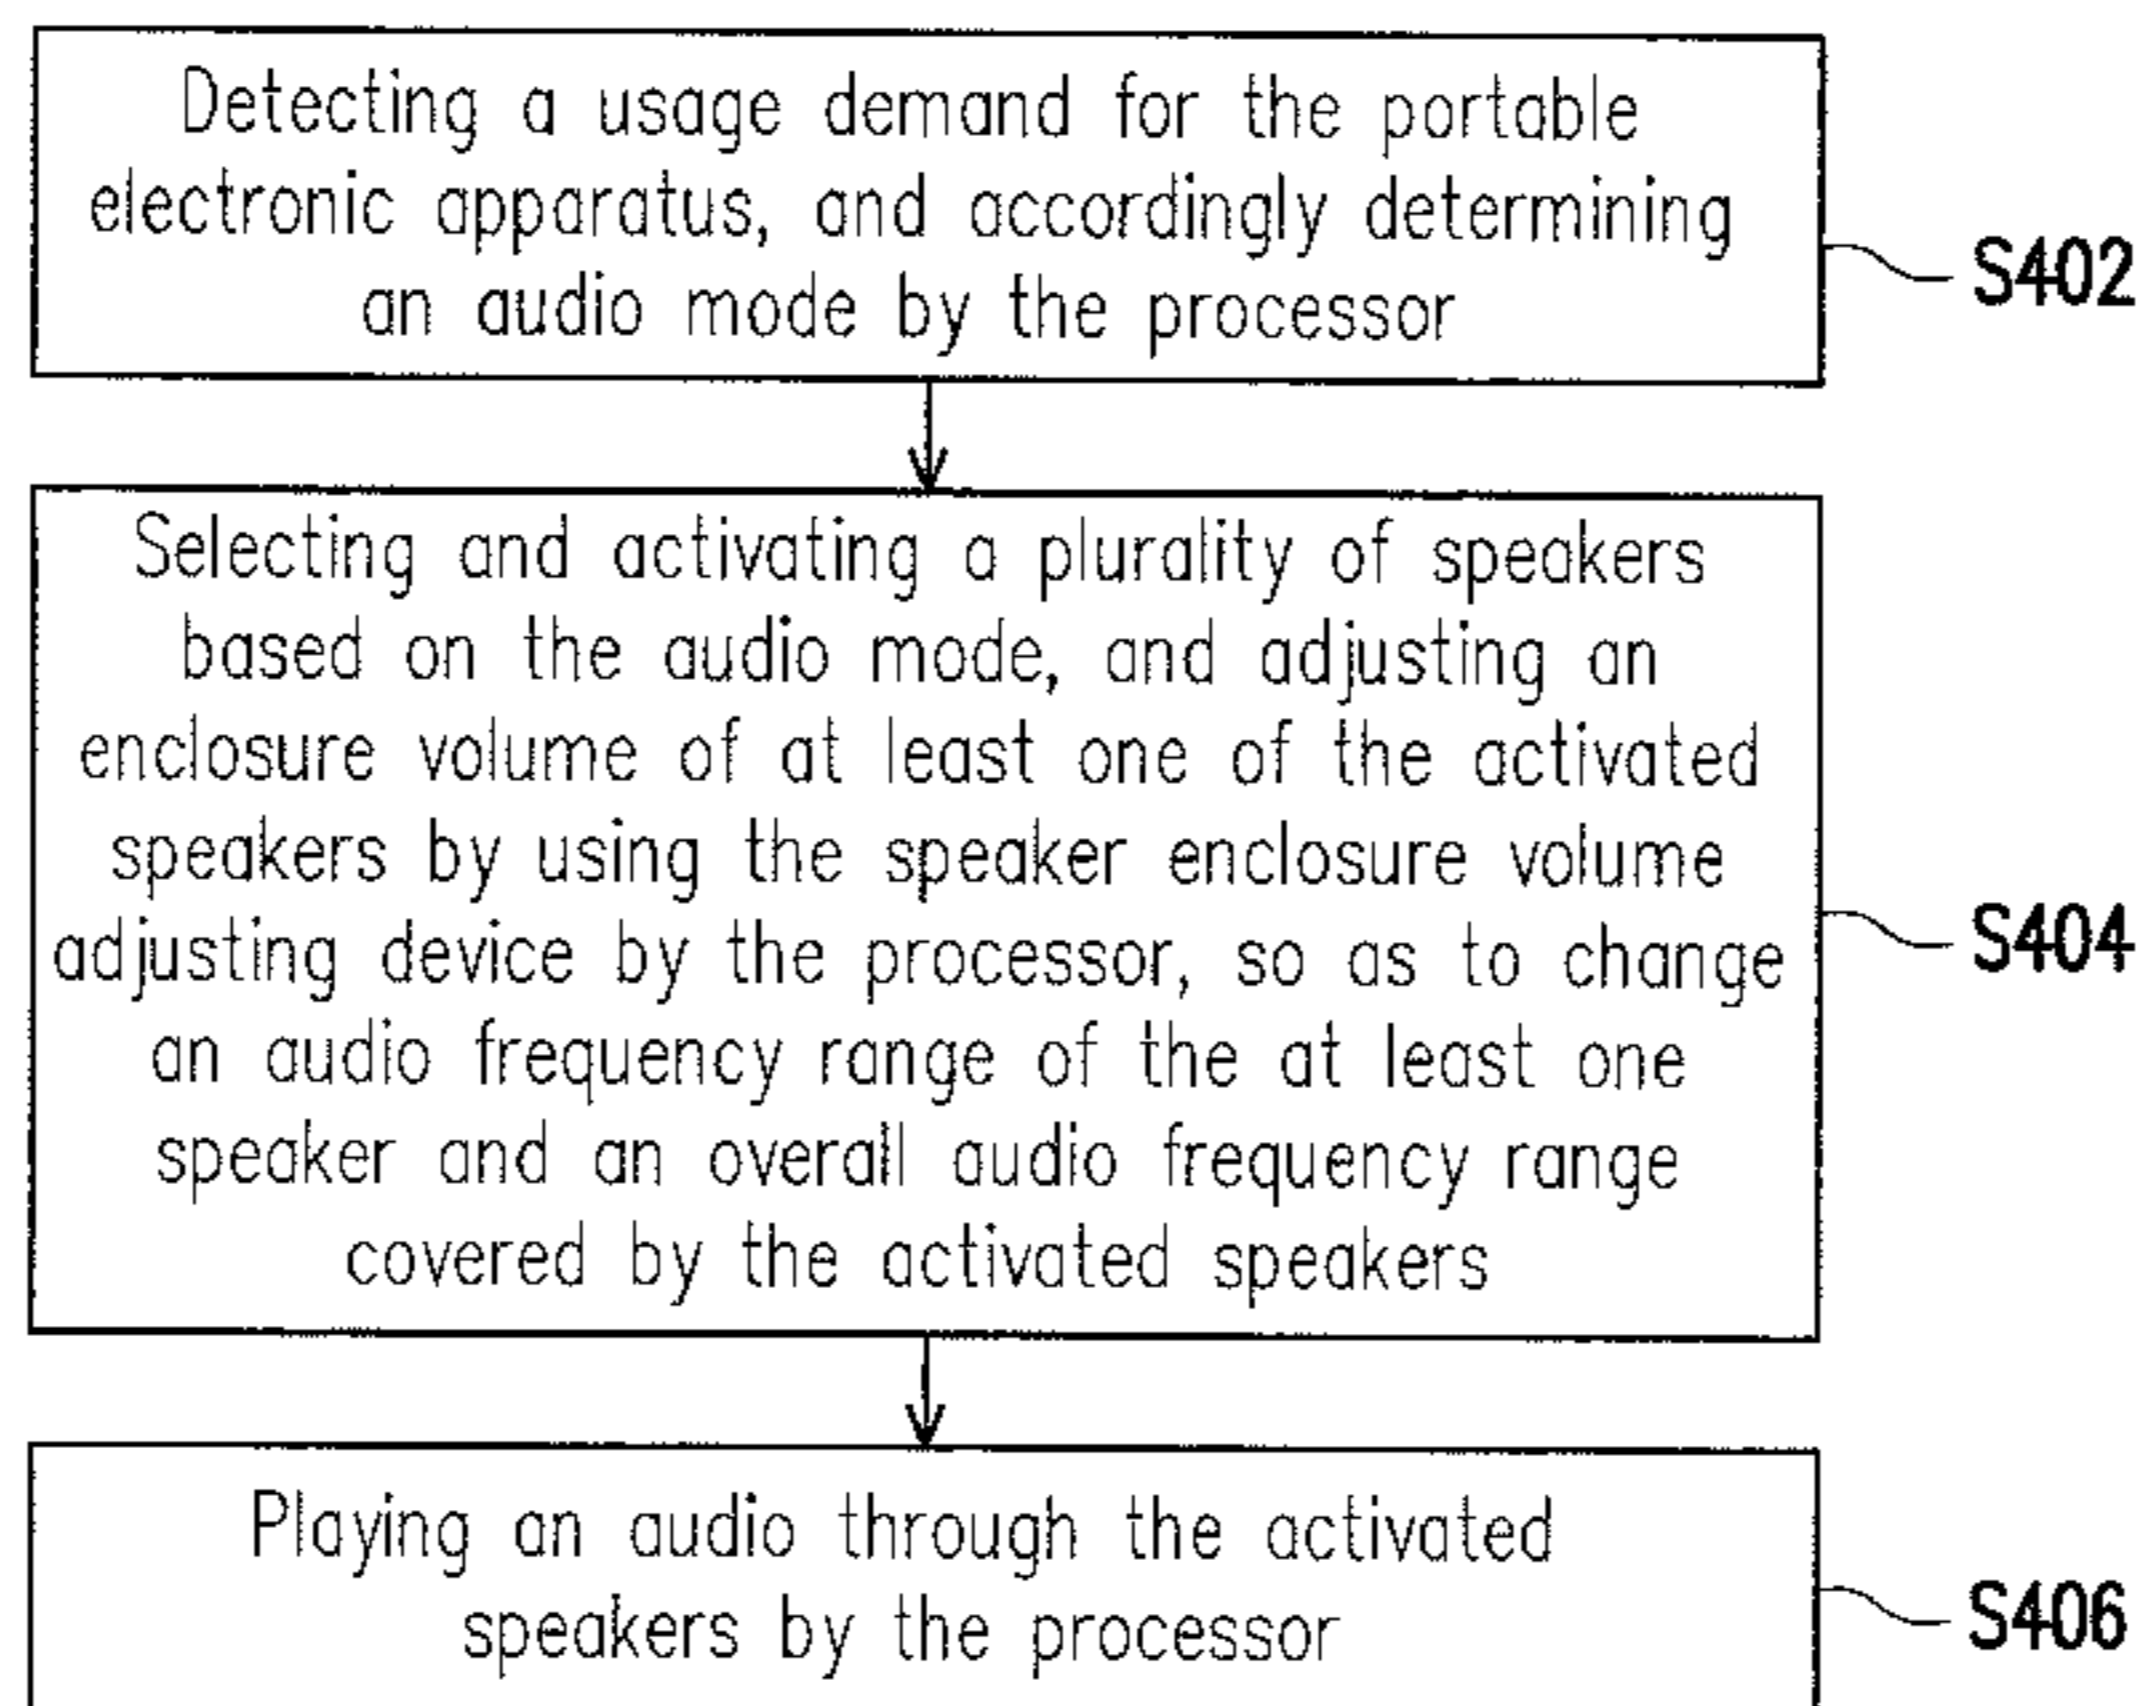 Detecting a usage demand for the portable
electronic apparatus, and accordingly determining
an audio mode by the processor
S402
Selecting and activating a plurality of speakers
based on the audio mode, and adjusting an
enclosure volume of at least one of the activated
speakers by using the speaker enclosure volume
adjusting device by the processor, so as to change
an audio frequency range of the at least one
speaker and an overall audio frequency range
covered by the activated speakers
S404
Playing an audio through the activated
speakers by the processor
S406